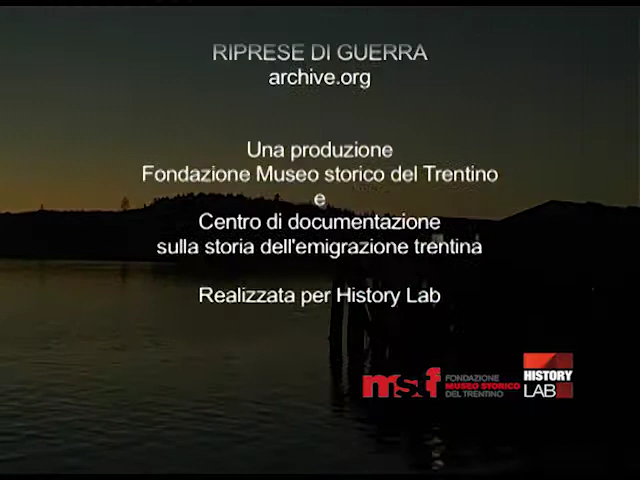 RIPRESE DI GUERRA
archive.org
Una produzione
Fondazione Museo storico del Trentino
e
Centro di documentazione
sulla storia dell'emigrazione trentina
Realizzata per History Lab
mstf
FONDAZIONE
MUSEO STORICO
DEL TRENTINO
HISTORY
LAB